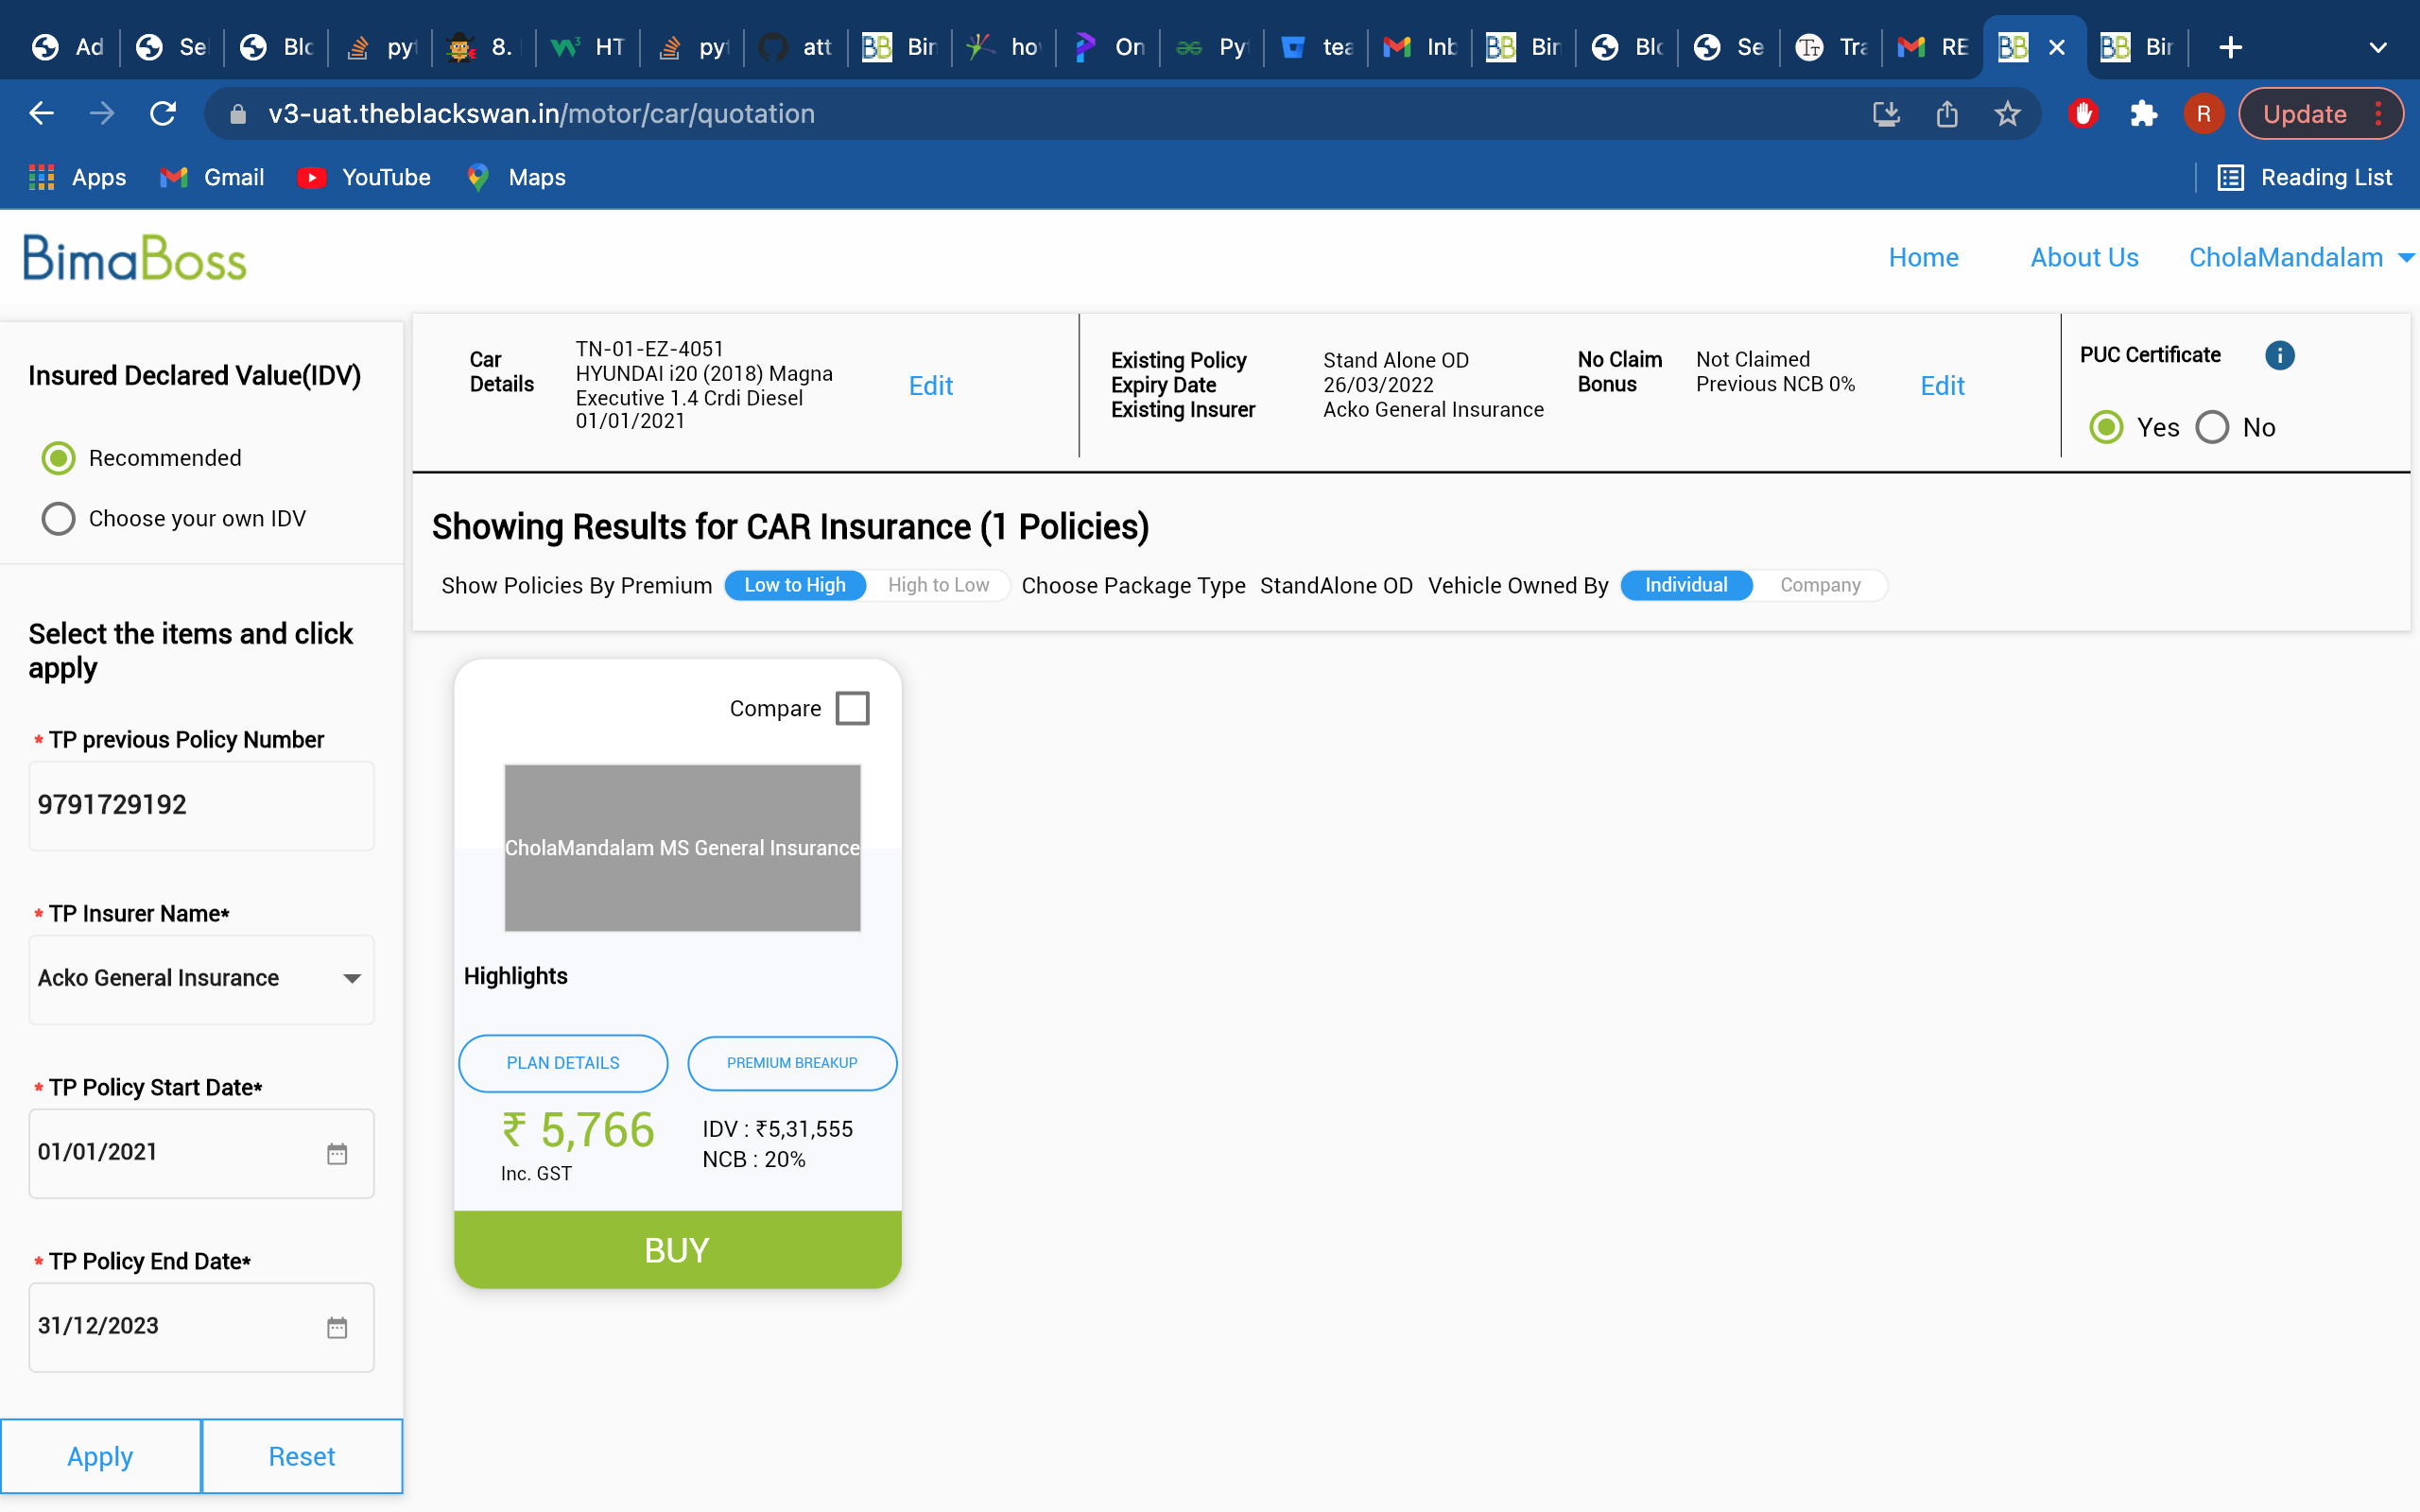 Ad
Se
Blc
py
8.
HT
py
att
Bir
ho
On
Py
tea
Inb
Bir
Blc
Se
Tra
RE
Bir
v3-uat.theblackswan.in/motor/car/quotation
R
Update
Apps
Gmail
YouTube
Maps
Reading List
BimaBoss
Home
About Us
CholaMandalam
Insured Declared Value(IDV)
Recommended
Choose your own IDV
Select the items and click
apply
* TP previous Policy Number
9791729192
* TP Insurer Name*
Acko General Insurance
* TP Policy Start Date*
01/01/2021
* TP Policy End Date*
31/12/2023
Apply
Reset
Car
Details
TN-01-EZ-4051
HYUNDAI i20 (2018) Magna
Executive 1.4 Crdi Diesel
01/01/2021
Edit
Existing Policy Stand Alone OD
Expiry Date 26/03/2022
Existing Insurer Acko General Insurance
No Claim
Bonus
Not Claimed
Previous NCB 0%
Edit
PUC Certificate
Yes
No
Showing Results for CAR Insurance (1 Policies)
Show Policies By Premium Low to High High to Low Choose Package Type StandAlone OD Vehicle Owned By Individual Company
Compare
CholaMandalam MS General Insurance
Highlights
PLAN DETAILS
PREMIUM BREAKUP
₹ 5,766
Inc. GST
IDV : ₹5,31,555
NCB : 20%
BUY